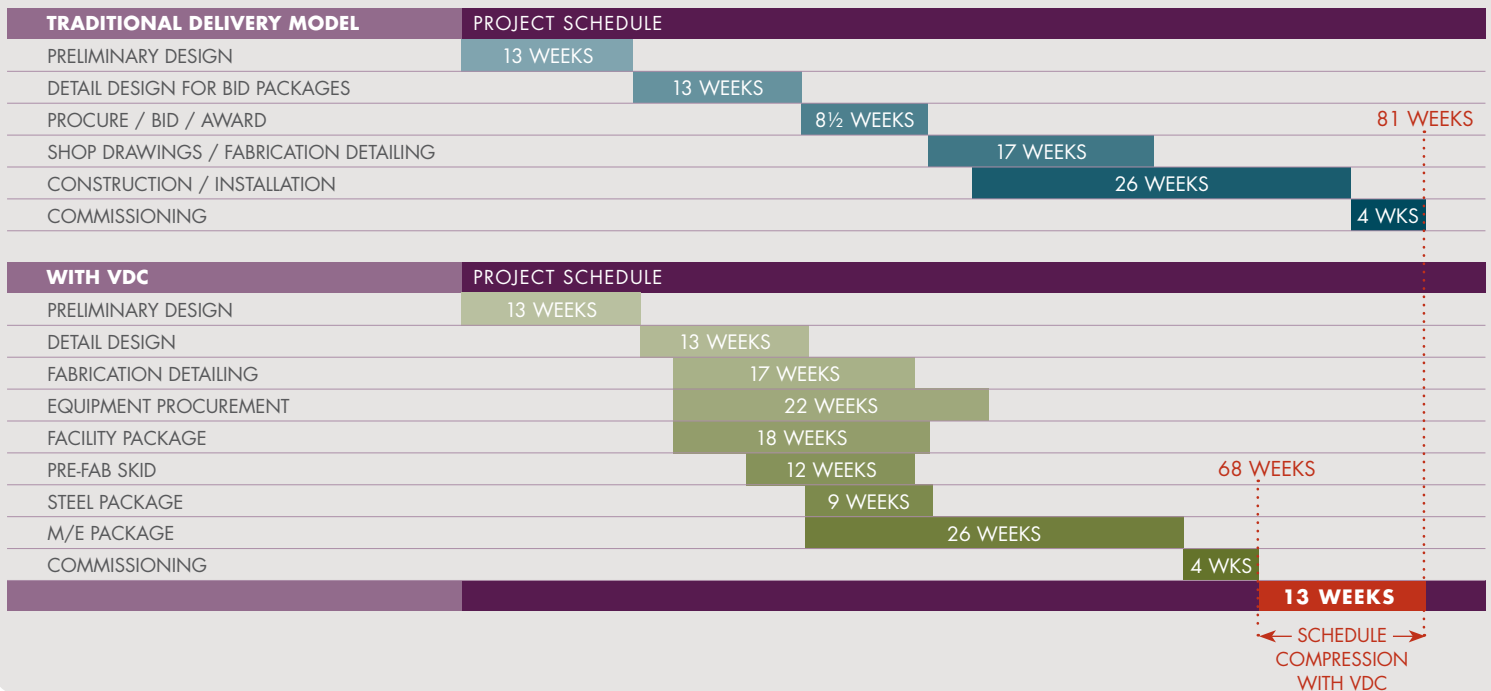 TRADITIONAL DELIVERY MODEL PROJECT SCHEDULE
PRELIMINARY DESIGN 13 WEEKS
DETAIL DESIGN FOR BID PACKAGES 13 WEEKS
PROCURE / BID / AWARD 8½ WEEKS 81 WEEKS
SHOP DRAWINGS / FABRICATION DETAILING 17 WEEKS
CONSTRUCTION / INSTALLATION 26 WEEKS
COMMISSIONING 4 WKS
WITH VDC PROJECT SCHEDULE
PRELIMINARY DESIGN 13 WEEKS
DETAIL DESIGN 13 WEEKS
FABRICATION DETAILING 17 WEEKS
EQUIPMENT PROCUREMENT 22 WEEKS
FACILITY PACKAGE 18 WEEKS
PRE-FAB SKID 12 WEEKS 68 WEEKS
STEEL PACKAGE 9 WEEKS
M/E PACKAGE 26 WEEKS
COMMISSIONING 4 WKS
13 WEEKS
SCHEDULE
COMPRESSION
WITH VDC